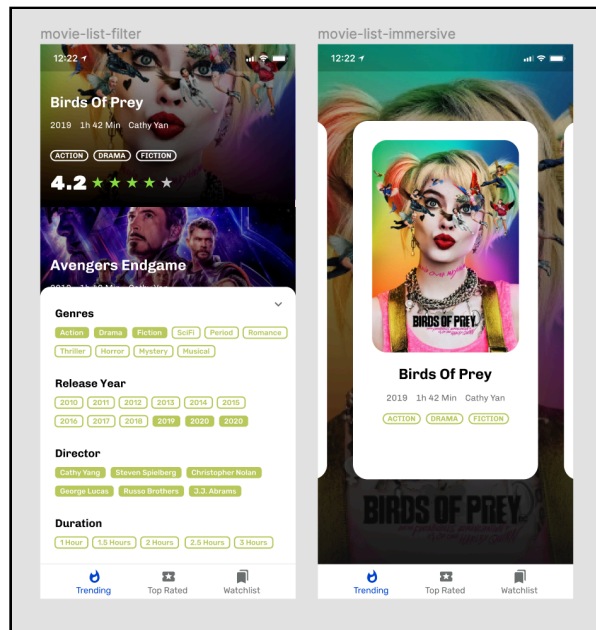 movie-list-filter
12:22
Birds Of Prey
2019 1h 42 Min Cathy Yan
ACTION DRAMA FICTION
4.2
Avengers Endgame
Genres
Action Drama Fiction SciFi Period Romance
Thriller Horror Mystery Musical
Release Year
2010 2011 2012 2013 2014 2015
2016 2017 2018 2019 2020 2020
Director
Cathy Yang Steven Spielberg Christopher Nolan
George Lucas Russo Brothers J.J. Abrams
Duration
1 Hour 1.5 Hours 2 Hours 2.5 Hours 3 Hours
Trending Top Rated Watchlist
movie-list-immersive
12:22
BIRDS OF PREY
Birds Of Prey
2019 1h 42 Min Cathy Yan
ACTION DRAMA FICTION
BIRDS OF PREY
Trending Top Rated Watchlist